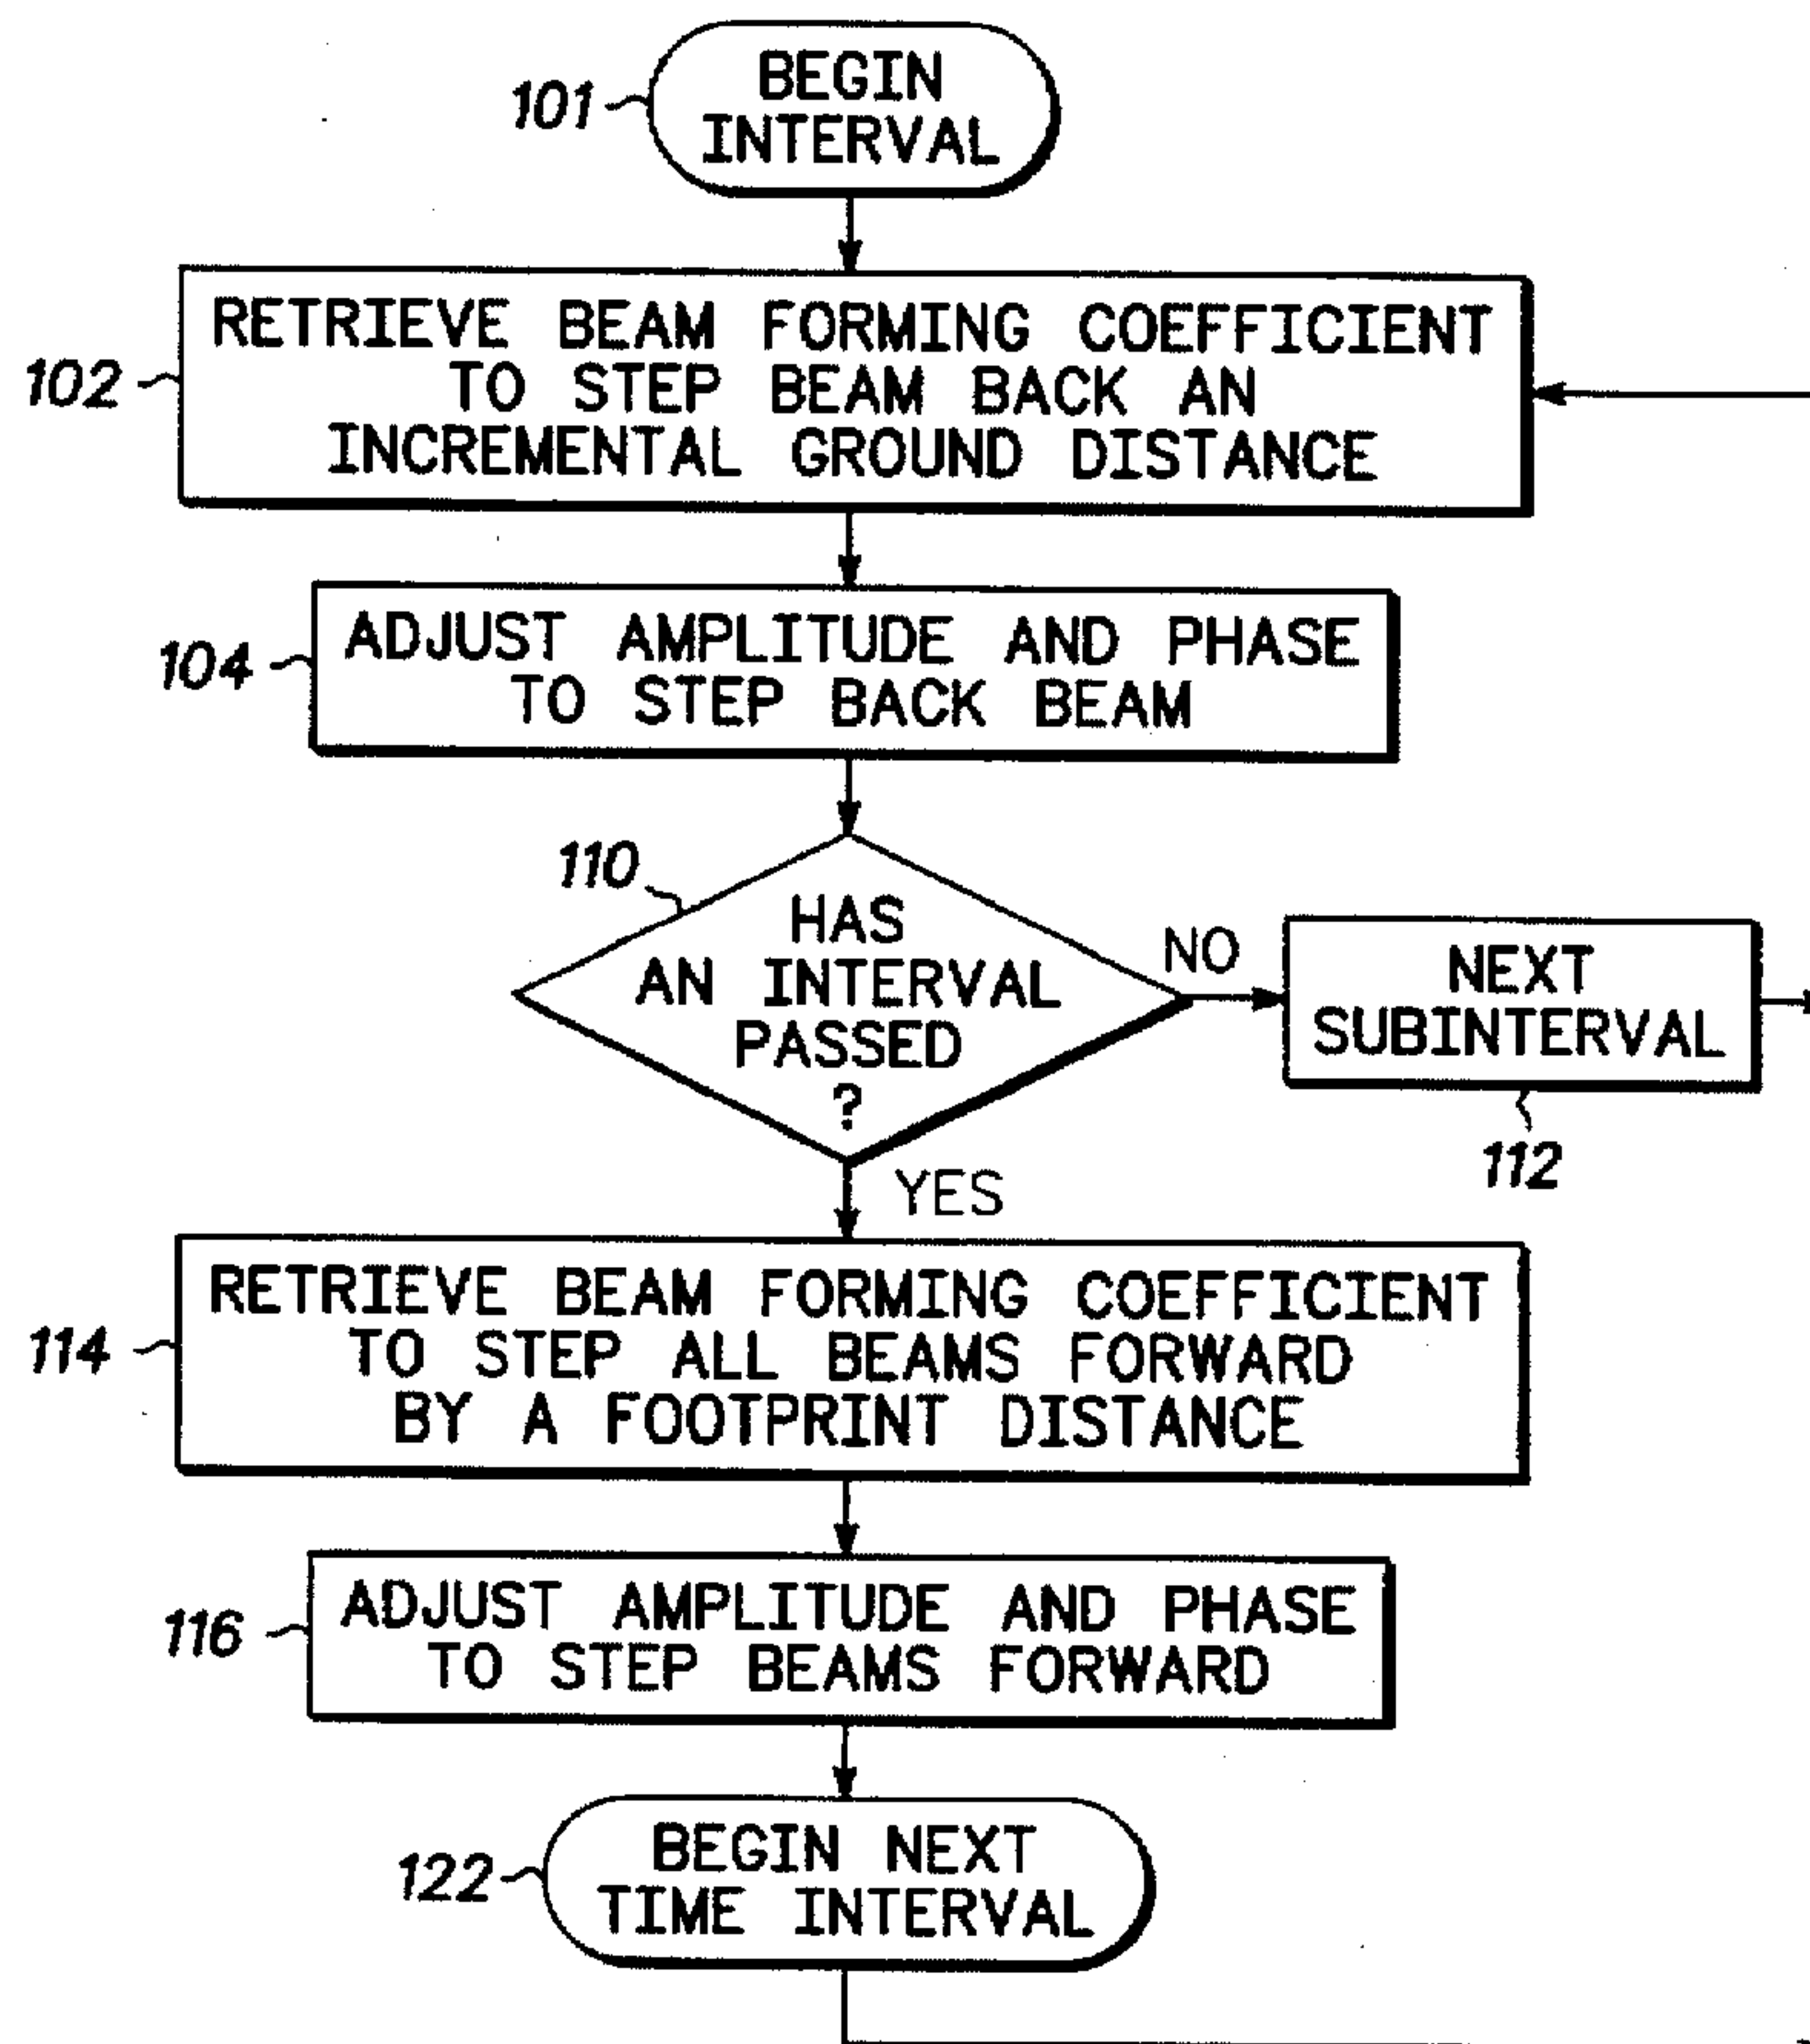 101
BEGIN
INTERVAL
102
RETRIEVE BEAM FORMING COEFFICIENT
TO STEP BEAM BACK AN
INCREMENTAL GROUND DISTANCE
104
ADJUST AMPLITUDE AND PHASE
TO STEP BACK BEAM
110
HAS
AN INTERVAL
PASSED
?
NO
NEXT
SUBINTERVAL
112
YES
114
RETRIEVE BEAM FORMING COEFFICIENT
TO STEP ALL BEAMS FORWARD
BY A FOOTPRINT DISTANCE
116
ADJUST AMPLITUDE AND PHASE
TO STEP BEAMS FORWARD
122
BEGIN NEXT
TIME INTERVAL